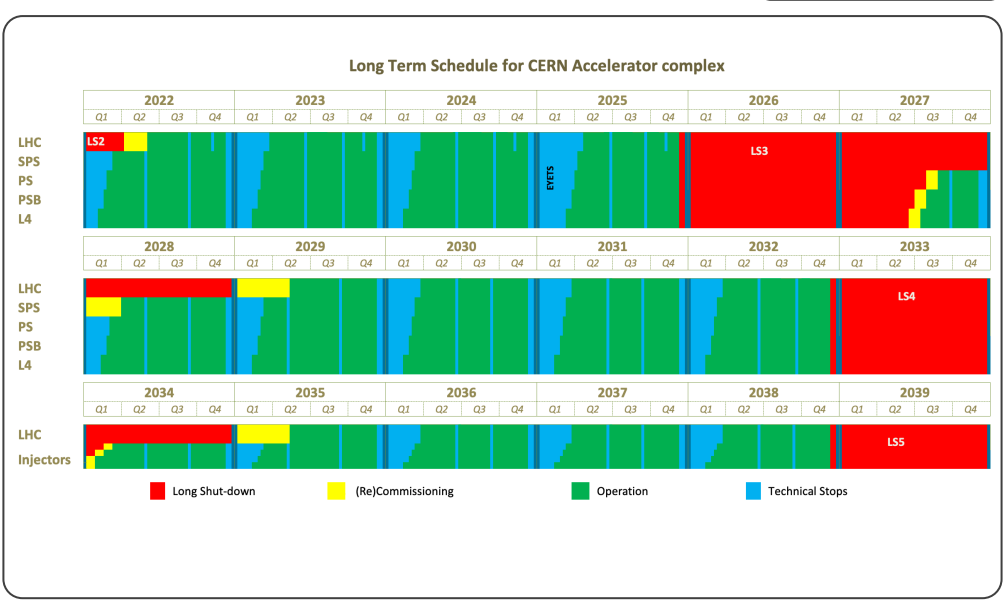 Long Term Schedule for CERN Accelerator complex
2022 2023 2024 2025 2026 2027
Q1 Q2 Q3 Q4 Q1 Q2 Q3 Q4 Q1 Q2 Q3 Q4 Q1 Q2 Q3 Q4 Q1 Q2 Q3 Q4 Q1 Q2 Q3 Q4
LHC LS2
LS3
SPS
PS
EYETS
PSB
L4
2028 2029 2030 2031 2032 2033
Q1 Q2 Q3 Q4 Q1 Q2 Q3 Q4 Q1 Q2 Q3 Q4 Q1 Q2 Q3 Q4 Q1 Q2 Q3 Q4 Q1 Q2 Q3 Q4
LHC
LS4
SPS
PS
PSB
L4
2034 2035 2036 2037 2038 2039
Q1 Q2 Q3 Q4 Q1 Q2 Q3 Q4 Q1 Q2 Q3 Q4 Q1 Q2 Q3 Q4 Q1 Q2 Q3 Q4 Q1 Q2 Q3 Q4
LHC
LS5
Injectors
Long Shut-down (Re)Commissioning Operation Technical Stops